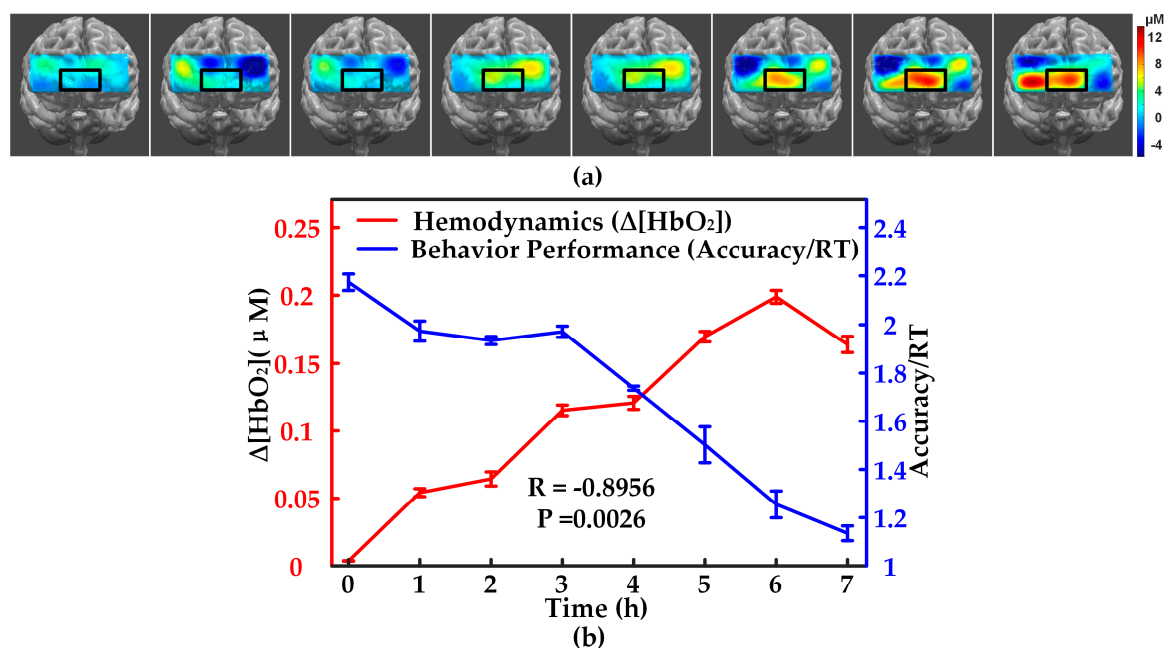 μM
12
8
4
0
-4
(a)
Hemodynamics (Δ[HbO₂])
Behavior Performance (Accuracy/RT)
0.25
0.2
0.15
0.1
0.05
0
Δ[HbO₂]( μ M)
2.4
2.2
2
1.8
1.6
1.4
1.2
1
Accuracy/RT
R = -0.8956
P =0.0026
0 1 2 3 4 5 6 7
Time (h)
(b)